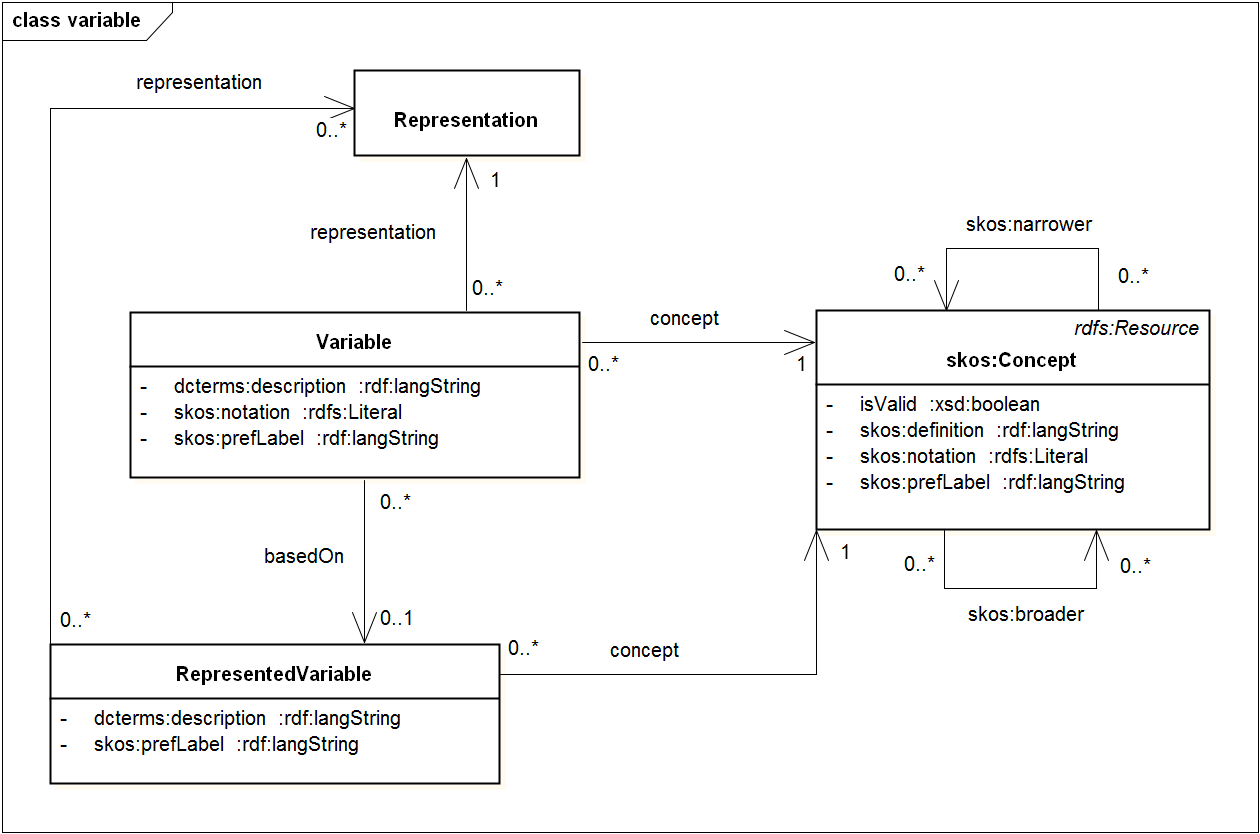 class variable
representation
0..*
Representation
1
representation
0..*
skos:narrower
0..*
0..*
Variable
- dcterms:description :rdf:langString
- skos:notation :rdfs:Literal
- skos:prefLabel :rdf:langString
concept
0..*
1
rdfs:Resource
skos:Concept
- isValid :xsd:boolean
- skos:definition :rdf:langString
- skos:notation :rdfs:Literal
- skos:prefLabel :rdf:langString
0..*
basedOn
0..1
1
0..*
0..*
skos:broader
0..*
0..*
concept
RepresentedVariable
- dcterms:description :rdf:langString
- skos:prefLabel :rdf:langString